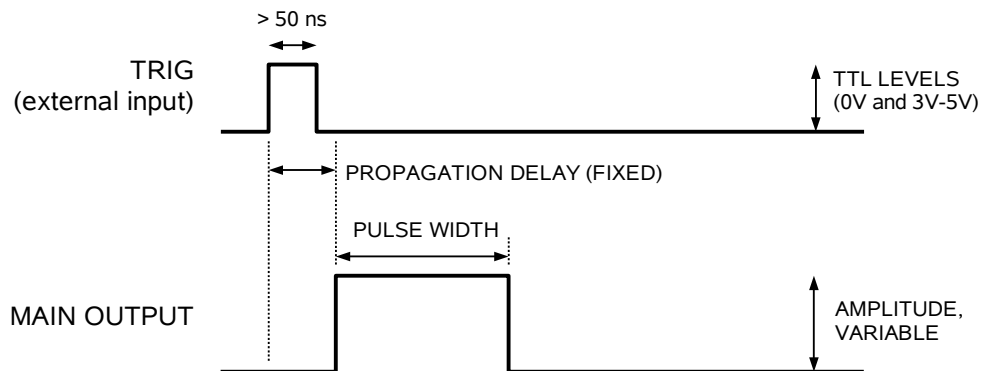 > 50 ns
TRIG
(external input)
TTL LEVELS
(0V and 3V-5V)
PROPAGATION DELAY (FIXED)
PULSE WIDTH
MAIN OUTPUT
AMPLITUDE,
VARIABLE